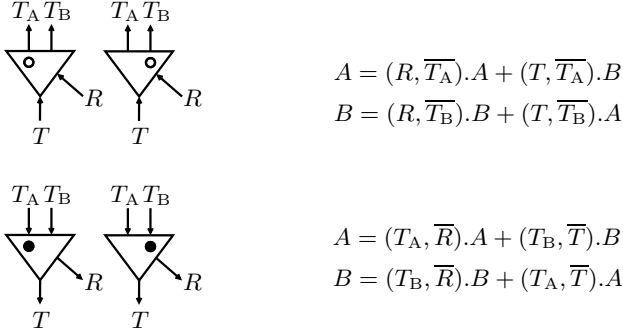 T_A T_B T_A T_B
R R
T T
A = (R, \overline{T_A}).A + (T, \overline{T_A}).B
B = (R, \overline{T_B}).B + (T, \overline{T_B}).A
T_A T_B T_A T_B
R R
T T
A = (T_A, \overline{R}).A + (T_B, \overline{T}).B
B = (T_B, \overline{R}).B + (T_A, \overline{T}).A